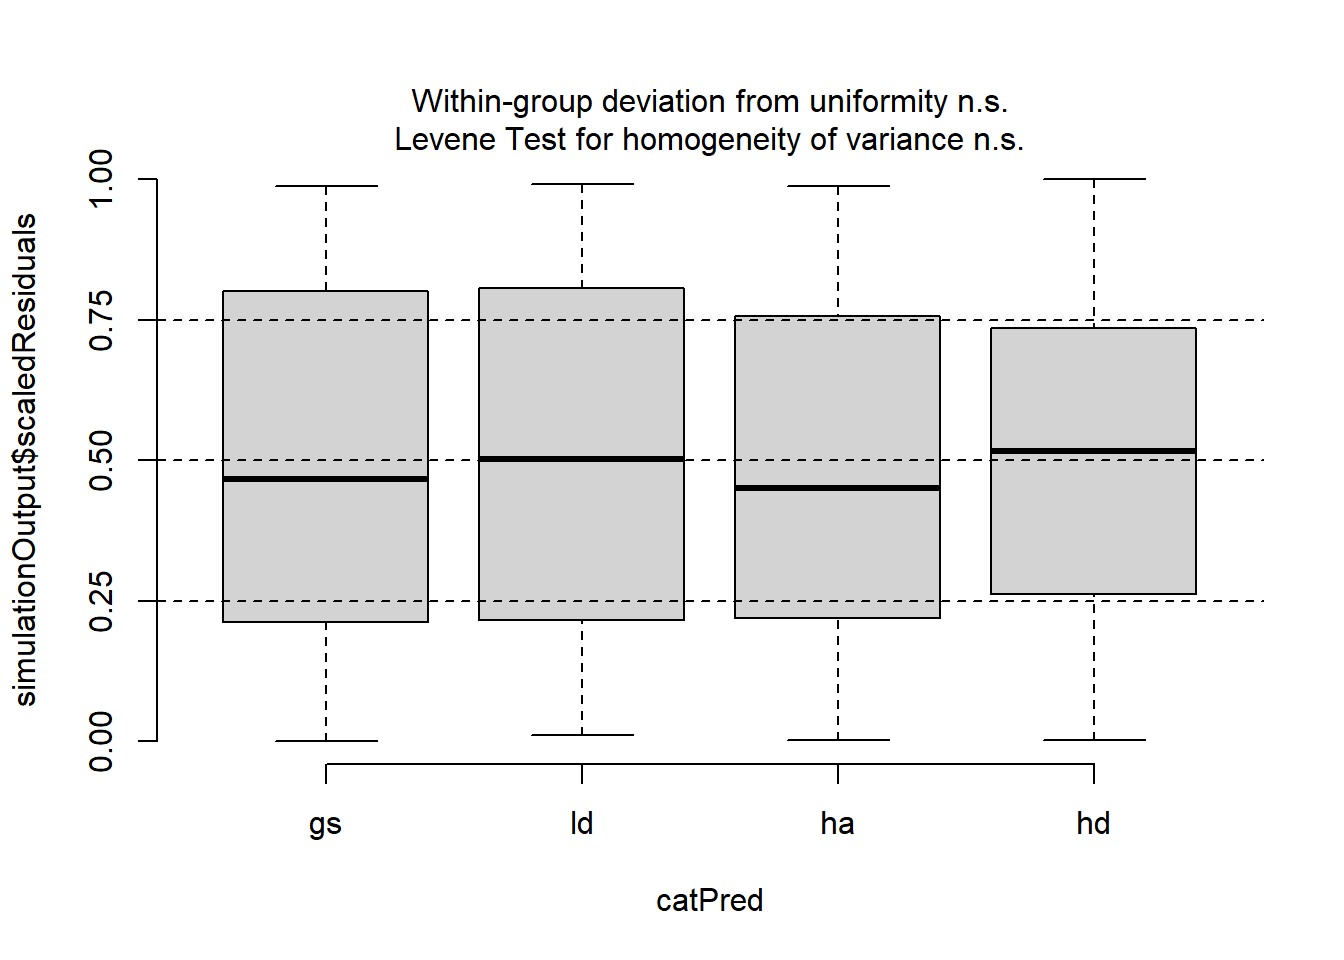 Within-group deviation from uniformity n.s.
Levene Test for homogeneity of variance n.s.
simulationOutput$scaledResiduals
1.00
0.75
0.50
0.25
0.00
gs
ld
ha
hd
catPred